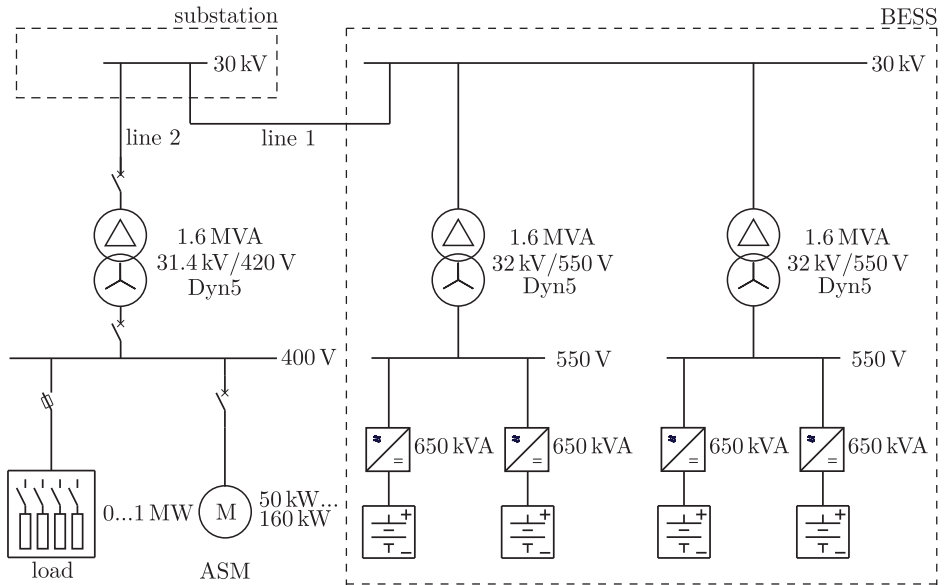 substation
BESS
30 kV
30 kV
line 2
line 1
1.6 MVA
31.4 kV/420 V
Dyn5
1.6 MVA
32 kV/550 V
Dyn5
1.6 MVA
32 kV/550 V
Dyn5
400 V
550 V
550 V
650 kVA
650 kVA
650 kVA
650 kVA
0...1 MW
M
50 kW...
160 kW
load
ASM